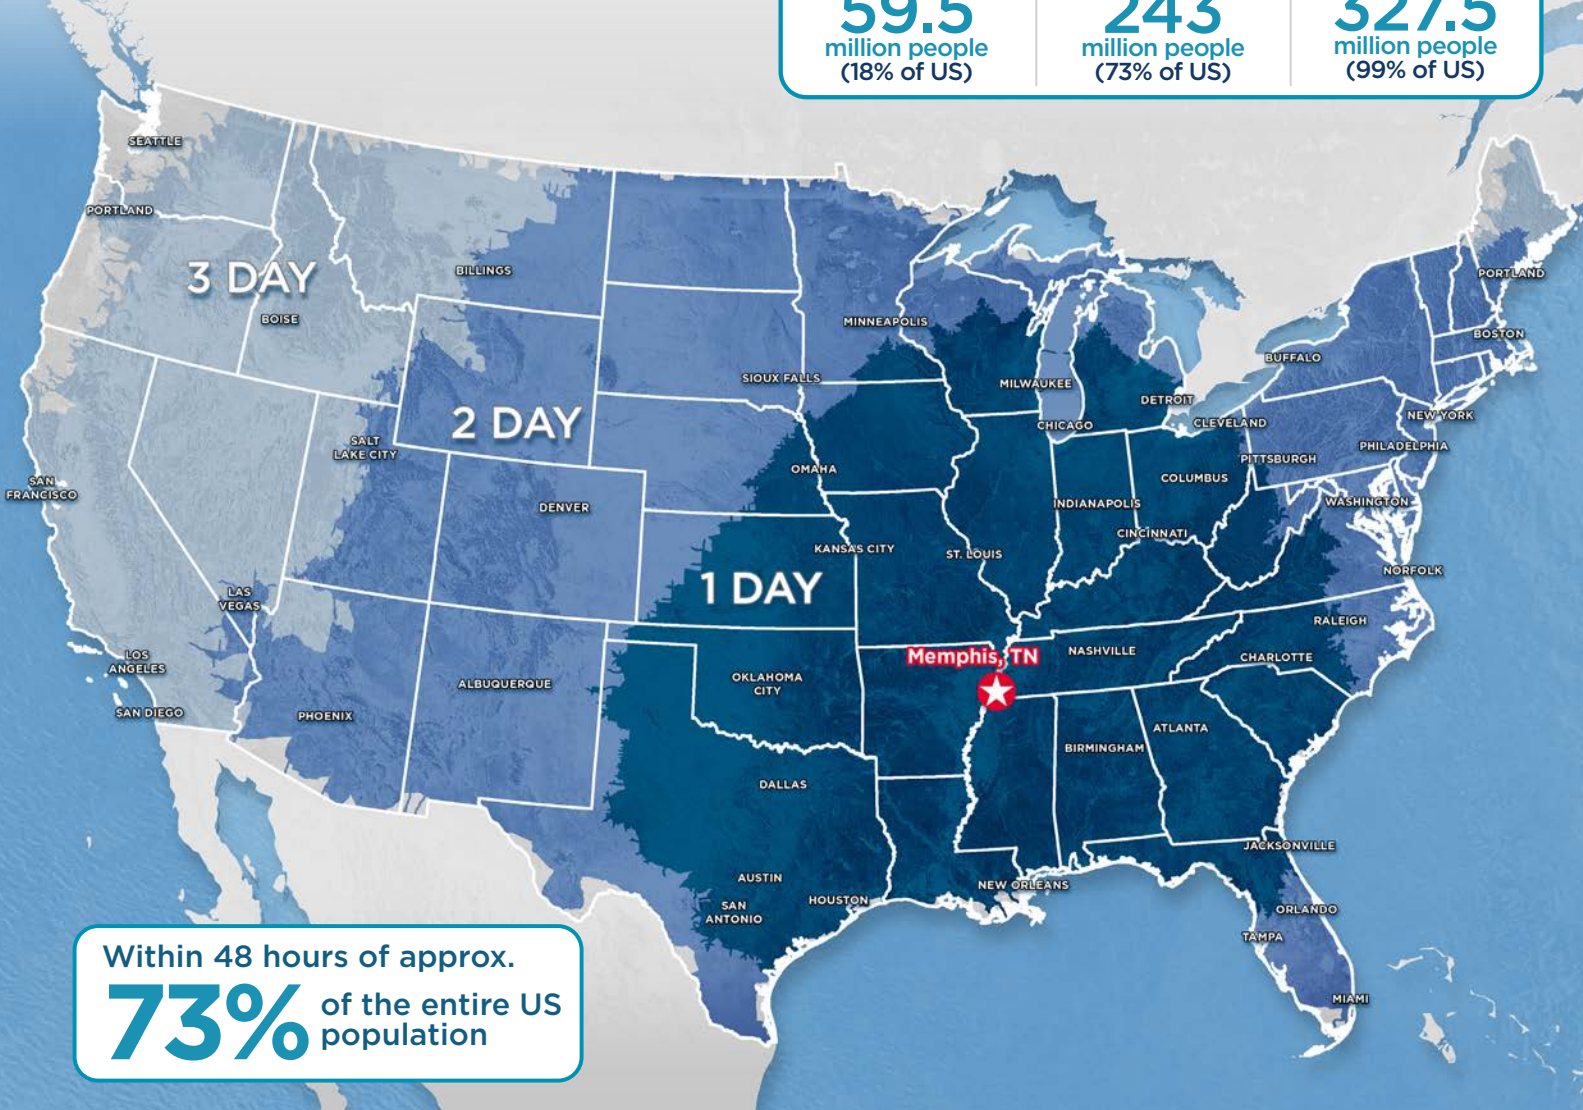 59.5
million people
(18% of US)
243
million people
(73% of US)
327.5
million people
(99% of US)
SEATTLE
PORTLAND
3 DAY
BILLINGS
BOISE
MINNEAPOLIS
PORTLAND
BOSTON
BUFFALO
SIOUX FALLS
MILWAUKEE
DETROIT
NEW YORK
2 DAY
CHICAGO
CLEVELAND
SALT
LAKE CITY
PHILADELPHIA
PITTSBURGH
OMAHA
COLUMBUS
SAN
FRANCISCO
DENVER
INDIANAPOLIS
WASHINGTON
CINCINNATI
KANSAS CITY
ST. LOUIS
NORFOLK
1 DAY
LAS
VEGAS
RALEIGH
LOS
ANGELES
Memphis, TN
NASHVILLE
CHARLOTTE
ALBUQUERQUE
OKLAHOMA
CITY
SAN DIEGO
PHOENIX
ATLANTA
BIRMINGHAM
DALLAS
JACKSONVILLE
AUSTIN
NEW ORLEANS
HOUSTON
SAN
ANTONIO
ORLANDO
TAMPA
MIAMI
Within 48 hours of approx.
73%
of the entire US
population